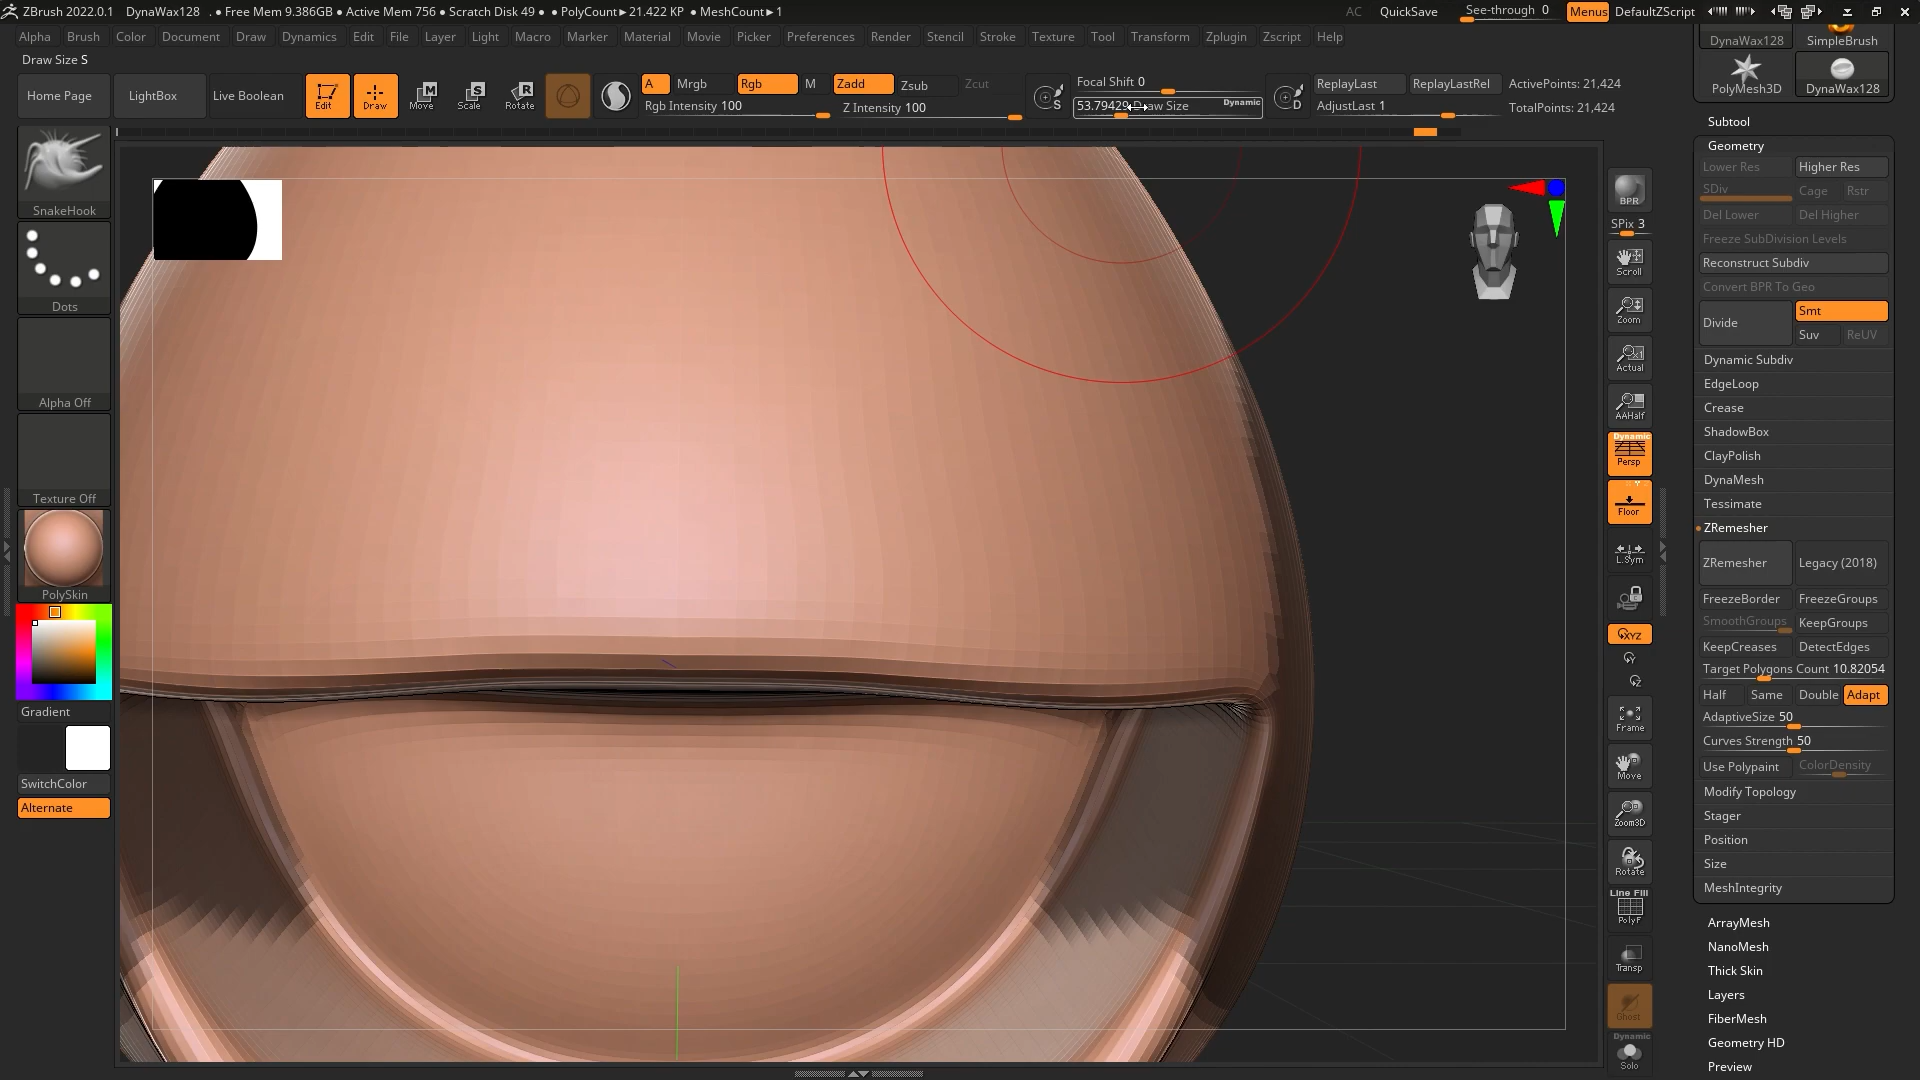 ZBrush 2022.0.1 DynaWax128 . ● Free Mem 9.386GB ● Active Mem 756 ● Scratch Disk 49 ● ● PolyCount► 21.422 KP ● MeshCount► 1 AC QuickSave See-through 0 Menus DefaultZScript
Alpha Brush Color Document Draw Dynamics Edit File Layer Light Macro Marker Material Movie Picker Preferences Render Stencil Stroke Texture Tool Transform Zplugin Zscript Help
Draw Size S
Home Page LightBox Live Boolean Edit Draw Move Scale Rotate
M S R
A Mrgb Rgb M Zadd Zsub Zcut
Rgb Intensity 100 Z Intensity 100
S Focal Shift 0
53.79429 Draw Size Dynamic
D ReplayLast ReplayLastRel
AdjustLast 1
ActivePoints: 21,424
TotalPoints: 21,424
SnakeHook
Dots
Alpha Off
Texture Off
PolySkin
Gradient
SwitchColor
Alternate
BPR
SPix 3
Scroll
Zoom
Actual
AAHalf
Dynamic
Persp
Floor
L.Sym
XYZ
Y
Z
Frame
Move
Zoom3D
Rotate
Line Fill
PolyF
Transp
Ghost
Dynamic
Solo
DynaWax128 SimpleBrush
PolyMesh3D DynaWax128
Subtool
Geometry
Lower Res Higher Res
SDiv Cage Rstr
Del Lower Del Higher
Freeze SubDivision Levels
Reconstruct Subdiv
Convert BPR To Geo
Divide Smt
Suv ReUV
Dynamic Subdiv
EdgeLoop
Crease
ShadowBox
ClayPolish
DynaMesh
Tessimate
ZRemesher
ZRemesher Legacy (2018)
FreezeBorder FreezeGroups
SmoothGroups KeepGroups
KeepCreases DetectEdges
Target Polygons Count 10.82054
Half Same Double Adapt
AdaptiveSize 50
Curves Strength 50
Use Polypaint ColorDensity
Modify Topology
Stager
Position
Size
MeshIntegrity
ArrayMesh
NanoMesh
Thick Skin
Layers
FiberMesh
Geometry HD
Preview